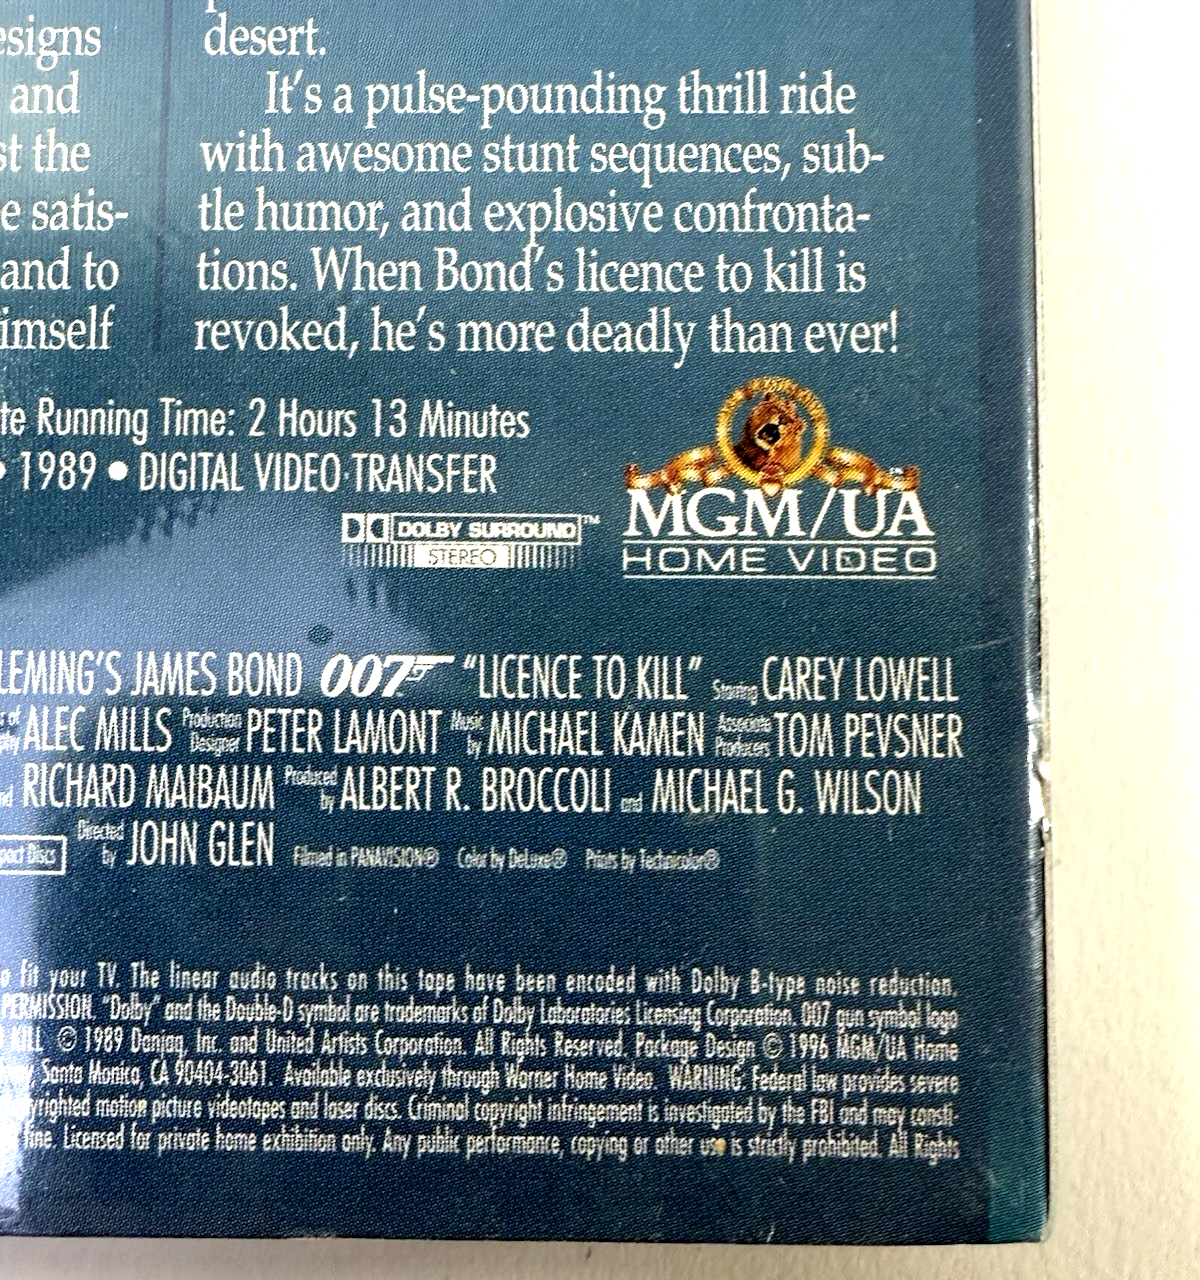 esigns
and
st the
e satis-
and to
imself
desert.
It's a pulse-pounding thrill ride
with awesome stunt sequences, sub-
tle humor, and explosive confronta-
tions. When Bond's licence to kill is
revoked, he's more deadly than ever!
te Running Time: 2 Hours 13 Minutes
• 1989 • DIGITAL VIDEO TRANSFER
DOLBY SURROUND™
STEREO
MGM/UA
HOME VIDEO
LEMING'S JAMES BOND 007 "LICENCE TO KILL" Starring CAREY LOWELL
ALEC MILLS Production Designer PETER LAMONT Music by MICHAEL KAMEN Associate Producers TOM PEVSNER
RICHARD MAIBAUM Produced by ALBERT R. BROCCOLI and MICHAEL G. WILSON
pact Discs Directed by JOHN GLEN Filmed in PANAVISION® Color by DeLuxe® Prints by Technicolor®
o fit your TV. The linear audio tracks on this tape have been encoded with Dolby B-type noise reduction.
PERMISSION. "Dolby" and the Double-D symbol are trademarks of Dolby Laboratories Licensing Corporation. 007 gun symbol logo
KILL © 1989 Danjaq, Inc. and United Artists Corporation. All Rights Reserved. Package Design © 1996 MGM/UA Home
Santa Monica, CA 90404-3061. Available exclusively through Warner Home Video. WARNING: Federal law provides severe
yrighted motion picture videotapes and laser discs. Criminal copyright infringement is investigated by the FBI and may consti-
fine. Licensed for private home exhibition only. Any public performance, copying or other use is strictly prohibited. All Rights